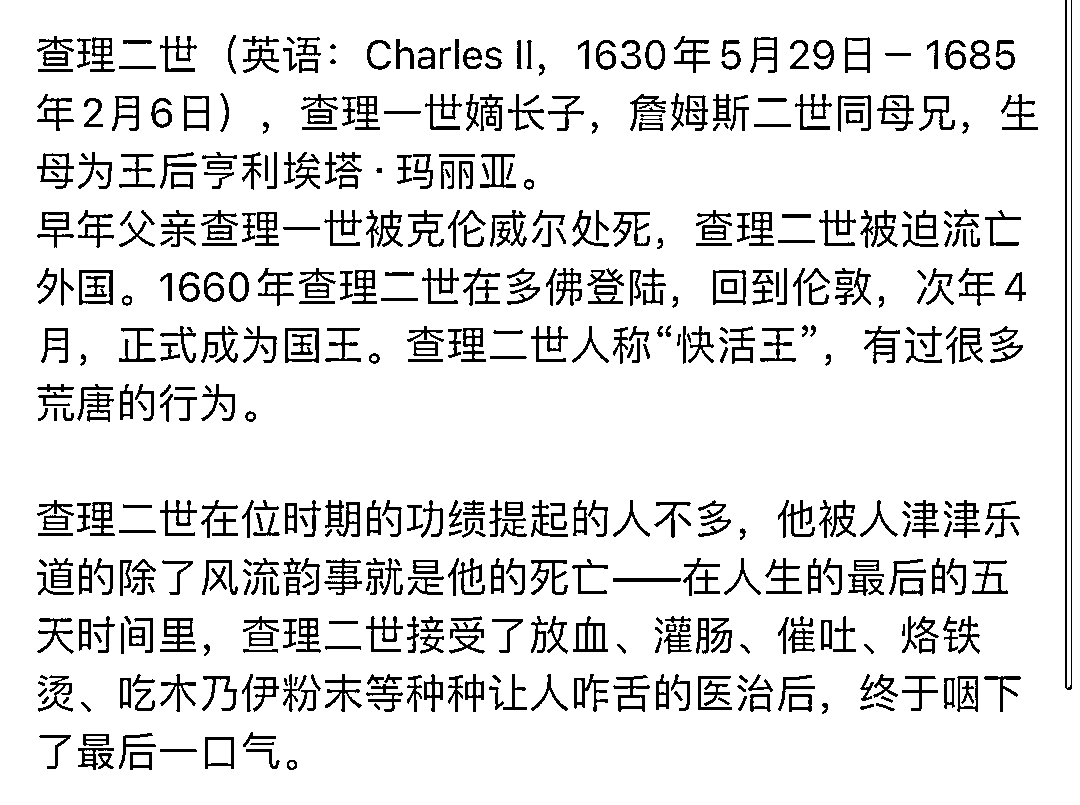 查理二世（英语：Charles II，1630年5月29日－1685
年2月6日），查理一世嫡长子，詹姆斯二世同母兄，生
母为王后亨利埃塔·玛丽亚。
早年父亲查理一世被克伦威尔处死，查理二世被迫流亡
外国。1660年查理二世在多佛登陆，回到伦敦，次年4
月，正式成为国王。查理二世人称“快活王”，有过很多
荒唐的行为。
查理二世在位时期的功绩提起的人不多，他被人津津乐
道的除了风流韵事就是他的死亡——在人生的最后的五
天时间里，查理二世接受了放血、灌肠、催吐、烙铁
烫、吃木乃伊粉末等种种让人咋舌的医治后，终于咽下
了最后一口气。